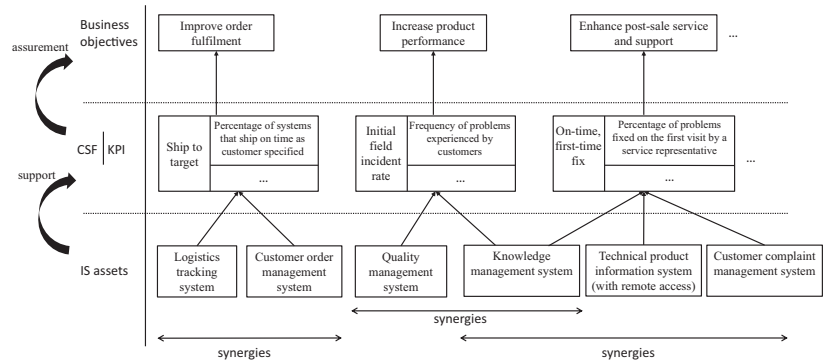 Business
objectives
Improve order
fulfilment
Increase product
performance
Enhance post-sale service
and support
...
assurement
CSF
KPI
Ship to
target
Percentage of systems
that ship on time as
customer specified
...
Initial
field
incident
rate
Frequency of problems
experienced by
customers
...
On-time,
first-time
fix
Percentage of problems
fixed on the first visit by a
service representative
...
...
support
IS assets
Logistics
tracking
system
Customer order
management
system
Quality
management
system
Knowledge
management system
Technical product
information system
(with remote access)
Customer complaint
management system
synergies
synergies
synergies